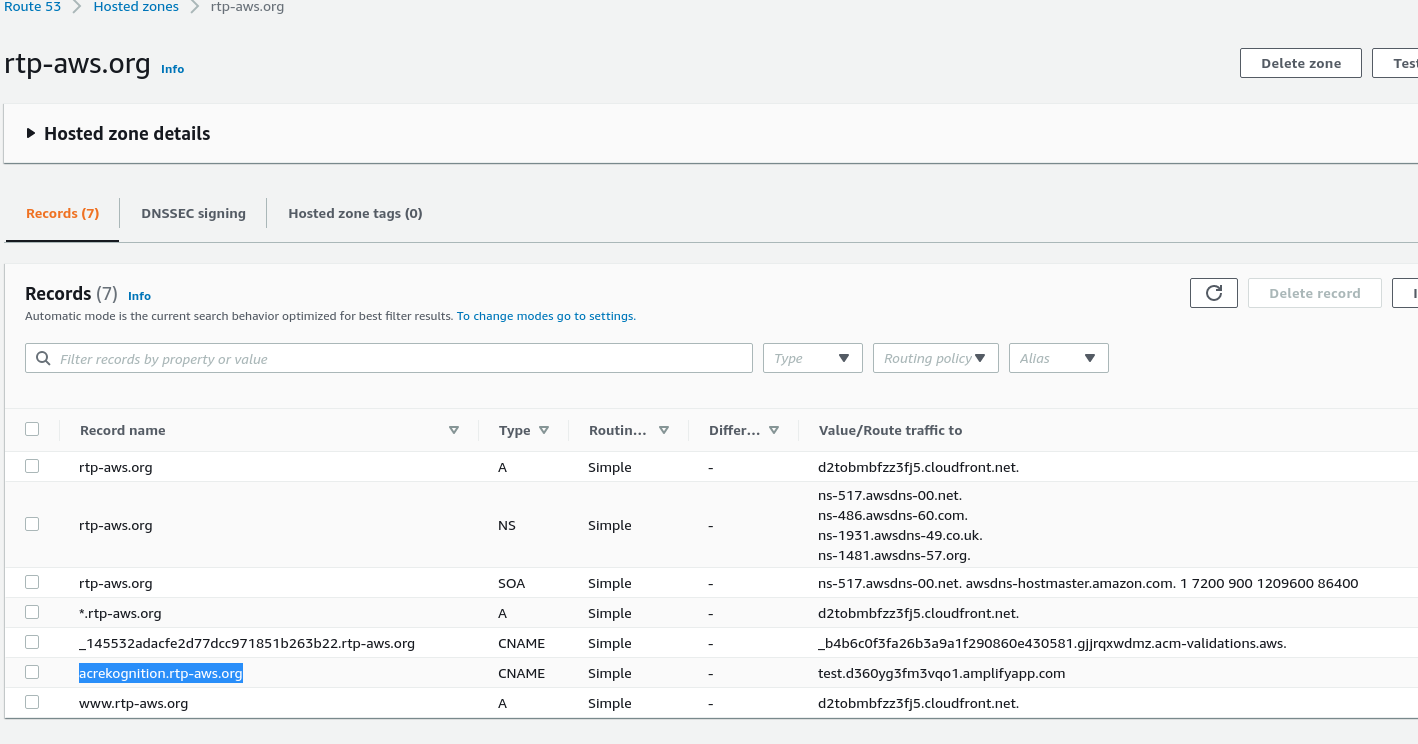 Route 53 > Hosted zones > rtp-aws.org
rtp-aws.org Info
Delete zone
Test
Hosted zone details
Records (7)
DNSSEC signing
Hosted zone tags (0)
Records (7) Info
Automatic mode is the current search behavior optimized for best filter results. To change modes go to settings.
Delete record
Filter records by property or value
Type
Routing policy
Alias
Record name Type Routin... Differ... Value/Route traffic to
rtp-aws.org A Simple - d2tobmbfzz3fj5.cloudfront.net.
rtp-aws.org NS Simple - ns-517.awsdns-00.net.
ns-486.awsdns-60.com.
ns-1931.awsdns-49.co.uk.
ns-1481.awsdns-57.org.
rtp-aws.org SOA Simple - ns-517.awsdns-00.net. awsdns-hostmaster.amazon.com. 1 7200 900 1209600 86400
*.rtp-aws.org A Simple - d2tobmbfzz3fj5.cloudfront.net.
_145532adacfe2d77dcc971851b263b22.rtp-aws.org CNAME Simple - _b4b6c0f3fa26b3a9a1f290860e430581.gjjrqxwdmz.acm-validations.aws.
acrekognition.rtp-aws.org CNAME Simple - test.d360yg3fm3vqo1.amplifyapp.com
www.rtp-aws.org A Simple - d2tobmbfzz3fj5.cloudfront.net.